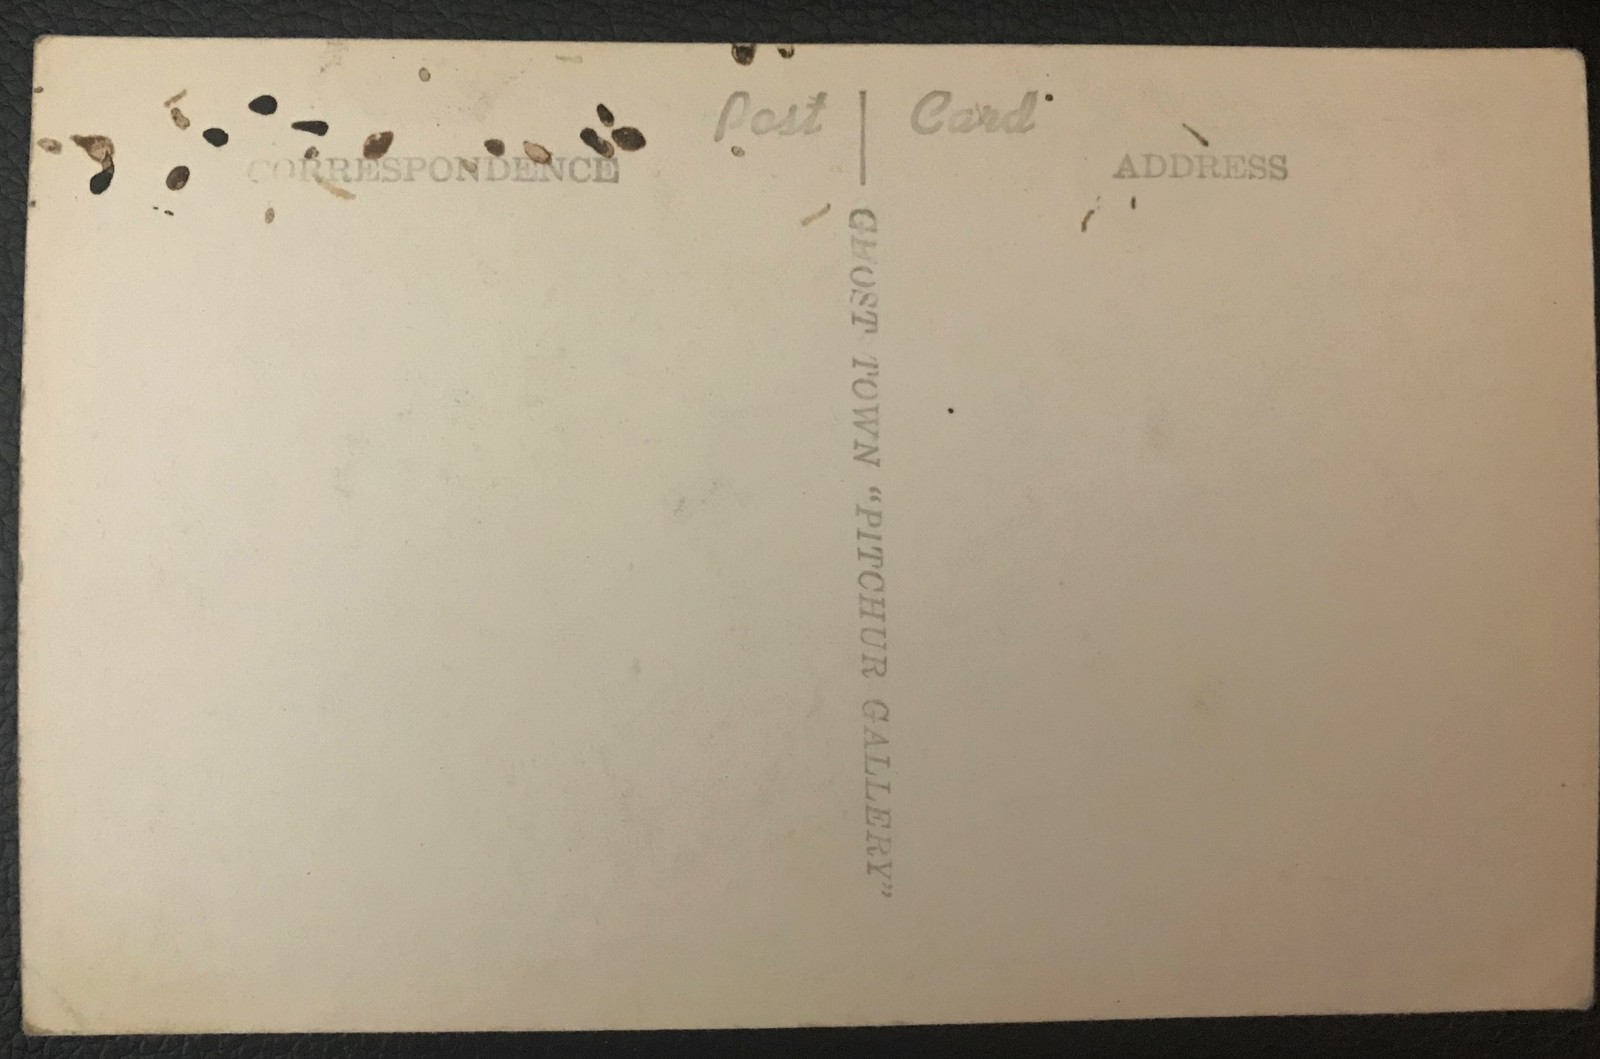 Post Card
CORRESPONDENCE
ADDRESS
GHOST TOWN “PITCHUR GALLERY”